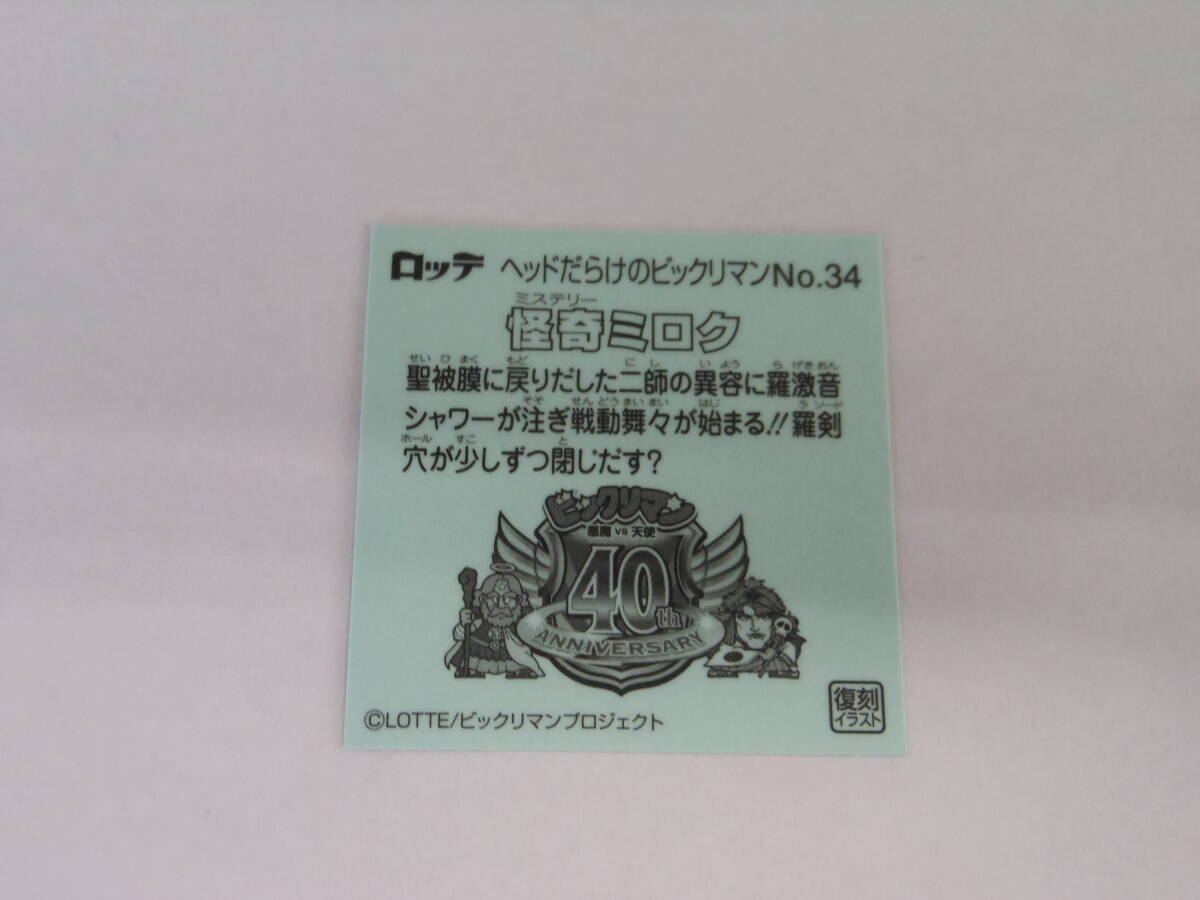 ロッテ ヘッドだらけのビックリマンNo.34
ミステリー
怪奇ミロク
せい ひ まく もど にし い よう ら げきおん
聖被膜に戻りだした二師の異容に羅激音
そそ せん どう まい まい はじ ラ ソード
シャワーが注ぎ戦動舞々が始まる!!羅剣
ホール すこ と
穴が少しずつ閉じだす?
ビックリマン
悪魔 VS 天使
40th
ANNIVERSARY
©LOTTE/ビックリマンプロジェクト
復刻
イラスト